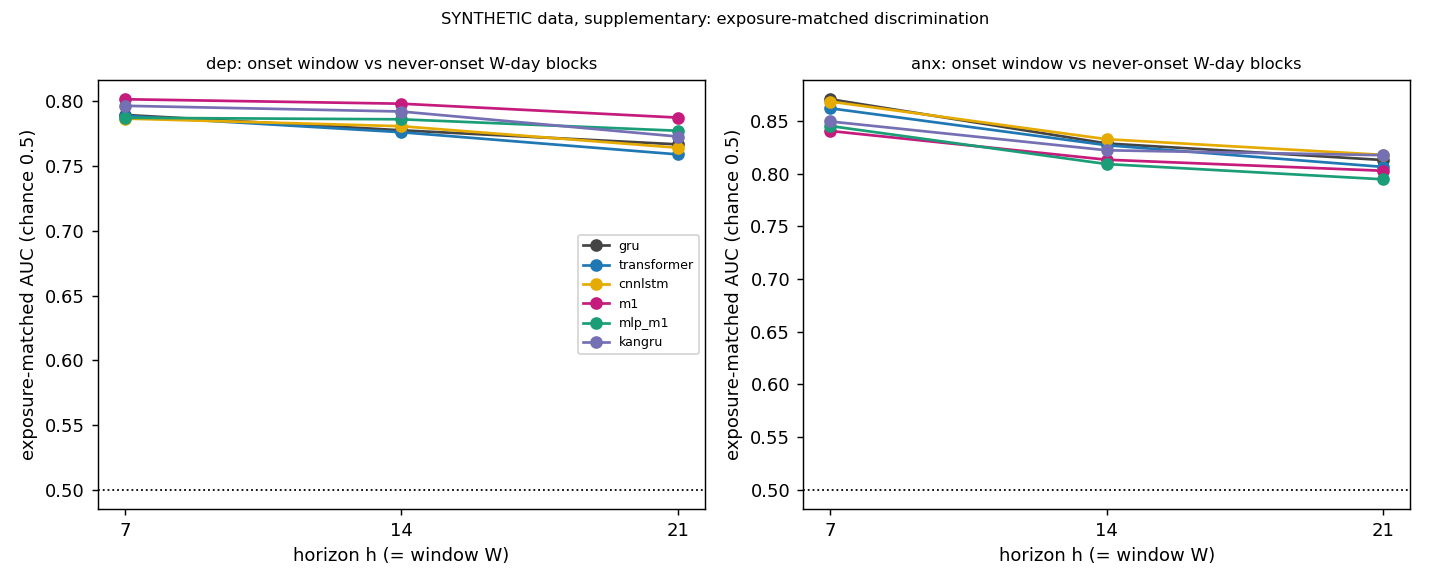 SYNTHETIC data, supplementary: exposure-matched discrimination
dep: onset window vs never-onset W-day blocks
exposure-matched AUC (chance 0.5)
0.80
0.75
0.70
0.65
0.60
0.55
0.50
7
14
21
horizon h (= window W)
gru
transformer
cnnlstm
m1
mlp_m1
kangru
anx: onset window vs never-onset W-day blocks
exposure-matched AUC (chance 0.5)
0.85
0.80
0.75
0.70
0.65
0.60
0.55
0.50
7
14
21
horizon h (= window W)